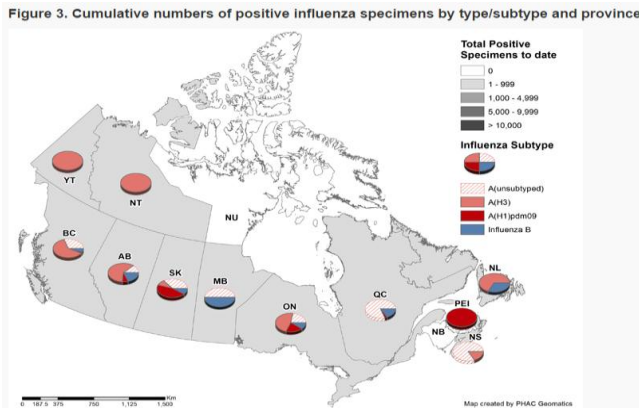 Figure 3. Cumulative numbers of positive influenza specimens by type/subtype and province
Total Positive
Specimens to date
0
1 - 999
1,000 - 4,999
5,000 - 9,999
> 10,000
Influenza Subtype
A(unsubtyped)
A(H3)
A(H1)pdm09
Influenza B
YT
NT
NU
BC
AB
SK
MB
ON
QC
NL
PEI
NB
NS
Km
0 187.5 375 750 1,125 1,500
Map created by PHAC Geomatics